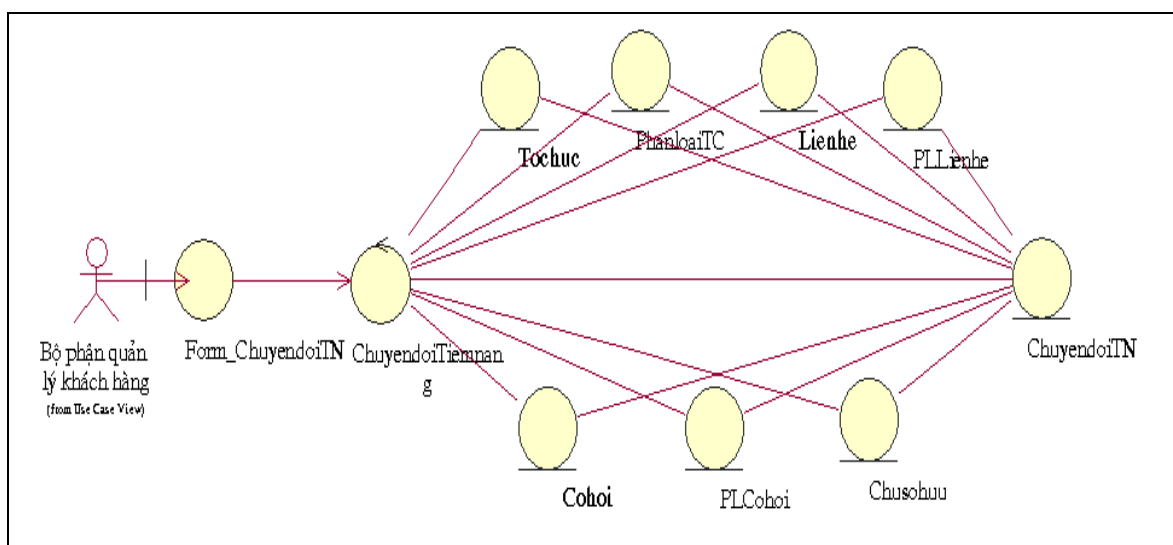 Tochuc
PhanloaiTC
Lienhe
PLLienhe
Bộ phận quản
lý khách hàng
(from Use Case View)
Form_ChuyendoiTN
ChuyendoiTiemnan
g
ChuyendoiTN
Cohoi
PLCohoi
Chusohuu